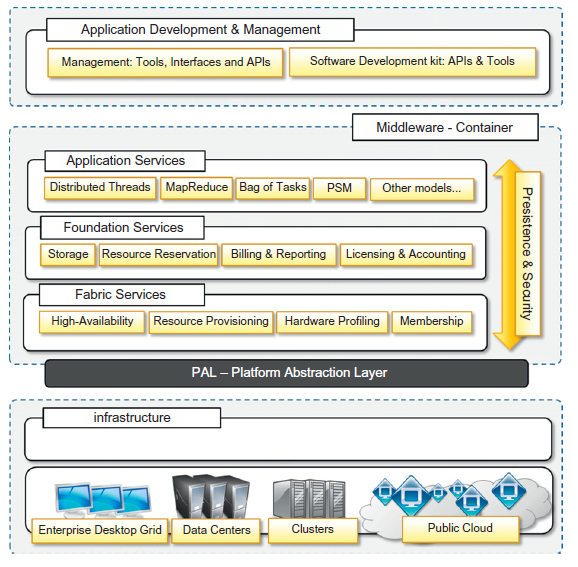 Application Development & Management
Management: Tools, Interfaces and APIs
Software Development kit: APIs & Tools
Middleware - Container
Application Services
Distributed Threads
MapReduce
Bag of Tasks
PSM
Other models...
Foundation Services
Storage
Resource Reservation
Billing & Reporting
Licensing & Accounting
Fabric Services
High-Availability
Resource Provisioning
Hardware Profiling
Membership
Presistence & Security
PAL – Platform Abstraction Layer
infrastructure
Enterprise Desktop Grid
Data Centers
Clusters
Public Cloud